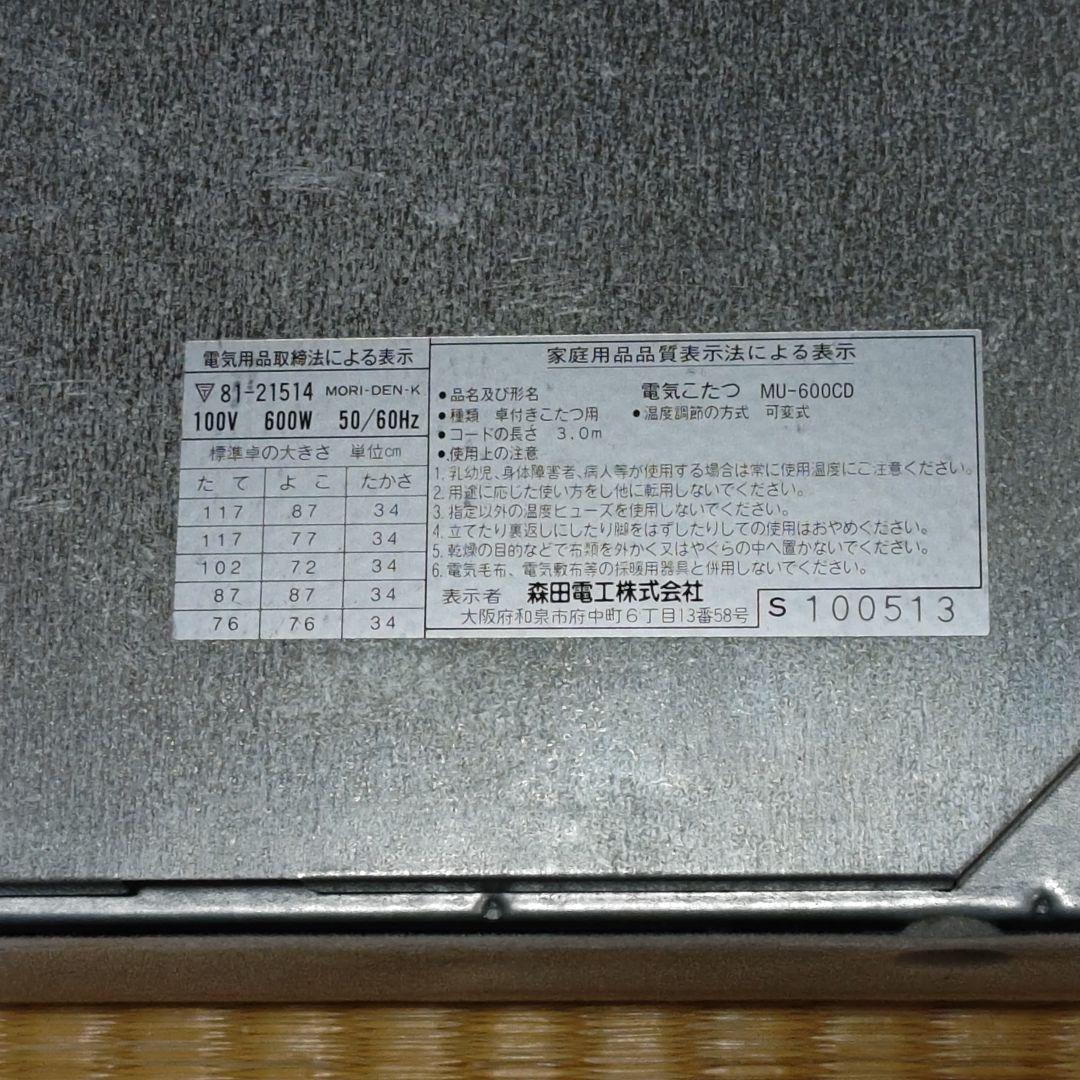 電気用品取締法による表示
81-21514 MORI-DEN-K
100V 600W 50/60Hz
標準卓の大きさ 単位cm
たて よこ たかさ
117 87 34
117 77 34
102 72 34
87 87 34
76 76 34
家庭用品品質表示法による表示
●品名及び形名 電気こたつ MU-600CD
●種類 卓付きこたつ用 ●温度調節の方式 可変式
●コードの長さ 3.0m
●使用上の注意
1. 乳幼児、身体障害者、病人等が使用する場合は常に使用温度にご注意ください。
2. 用途に応じた使い方をし他に転用しないでください。
3. 指定以外の温度ヒューズを使用しないでください。
4. 立てたり裏返しにしたり脚をはずしたりしての使用はおやめください。
5. 乾燥の目的などで布類を外かく又はやぐらの中へ置かないでください。
6. 電気毛布、電気敷布等の採暖用器具と併用しないでください。
表示者 森田電工株式会社
大阪府和泉市府中町6丁目13番58号
S 100513